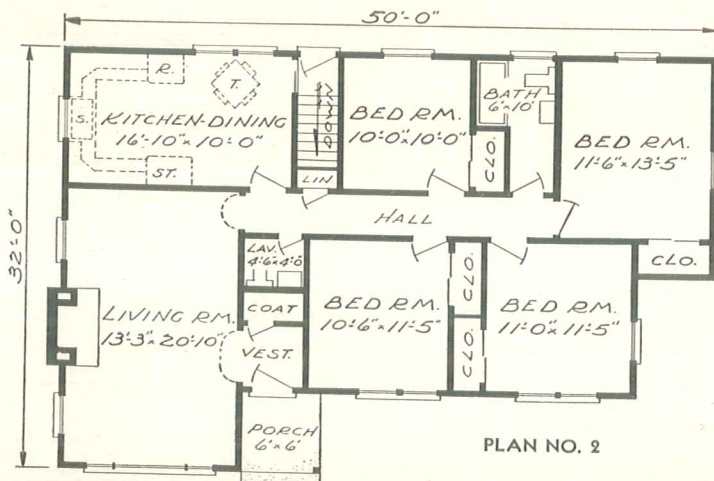 50'-0"
32'-0"
R.
T.
S.
KITCHEN-DINING
16'-10" x 10'-0"
ST.
DOWN
LIN
BED RM.
10'-0" x 10'-0"
CLO.
BATH
6' x 10'
BED RM.
11'-6" x 13'-5"
CLO.
HALL
LAV.
4'-6" x 4'-0"
COAT
VEST.
LIVING RM.
13'-3" x 20'-10"
BED RM.
10'-6" x 11'-5"
CLO.
CLO.
BED RM.
11'-0" x 11'-5"
PORCH
6' x 6'
PLAN NO. 2